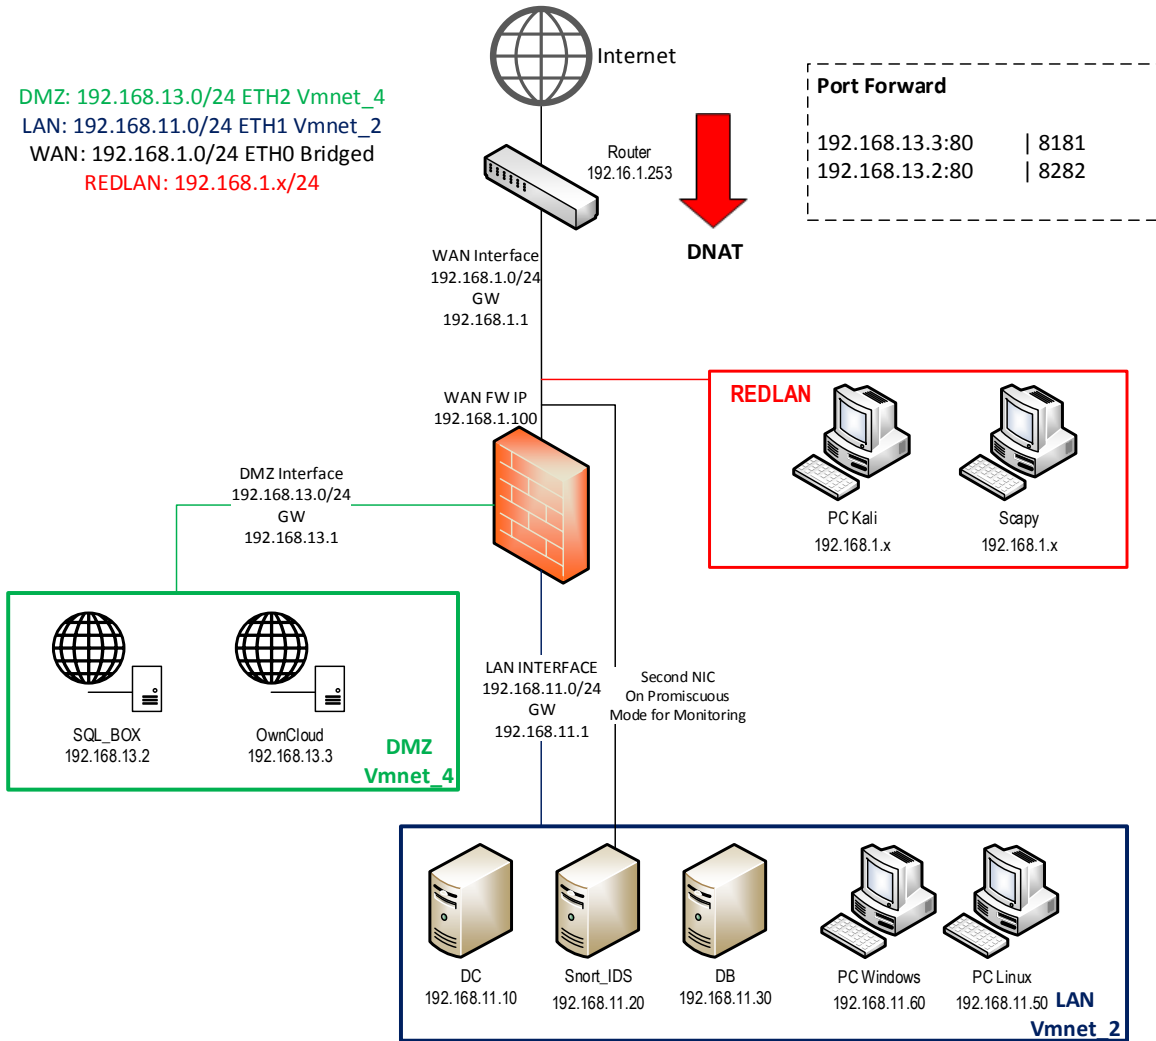 Internet
DMZ: 192.168.13.0/24 ETH2 Vmnet_4
LAN: 192.168.11.0/24 ETH1 Vmnet_2
WAN: 192.168.1.0/24 ETH0 Bridged
REDLAN: 192.168.1.x/24
Port Forward
192.168.13.3:80 | 8181
192.168.13.2:80 | 8282
Router
192.16.1.253
DNAT
WAN Interface
192.168.1.0/24
GW
192.168.1.1
WAN FW IP
192.168.1.100
REDLAN
PC Kali
192.168.1.x
Scapy
192.168.1.x
DMZ Interface
192.168.13.0/24
GW
192.168.13.1
SQL_BOX
192.168.13.2
OwnCloud
192.168.13.3
DMZ
Vmnet_4
LAN INTERFACE
192.168.11.0/24
GW
192.168.11.1
Second NIC
On Promiscuous
Mode for Monitoring
DC
192.168.11.10
Snort_IDS
192.168.11.20
DB
192.168.11.30
PC Windows
192.168.11.60
PC Linux
192.168.11.50
LAN
Vmnet_2